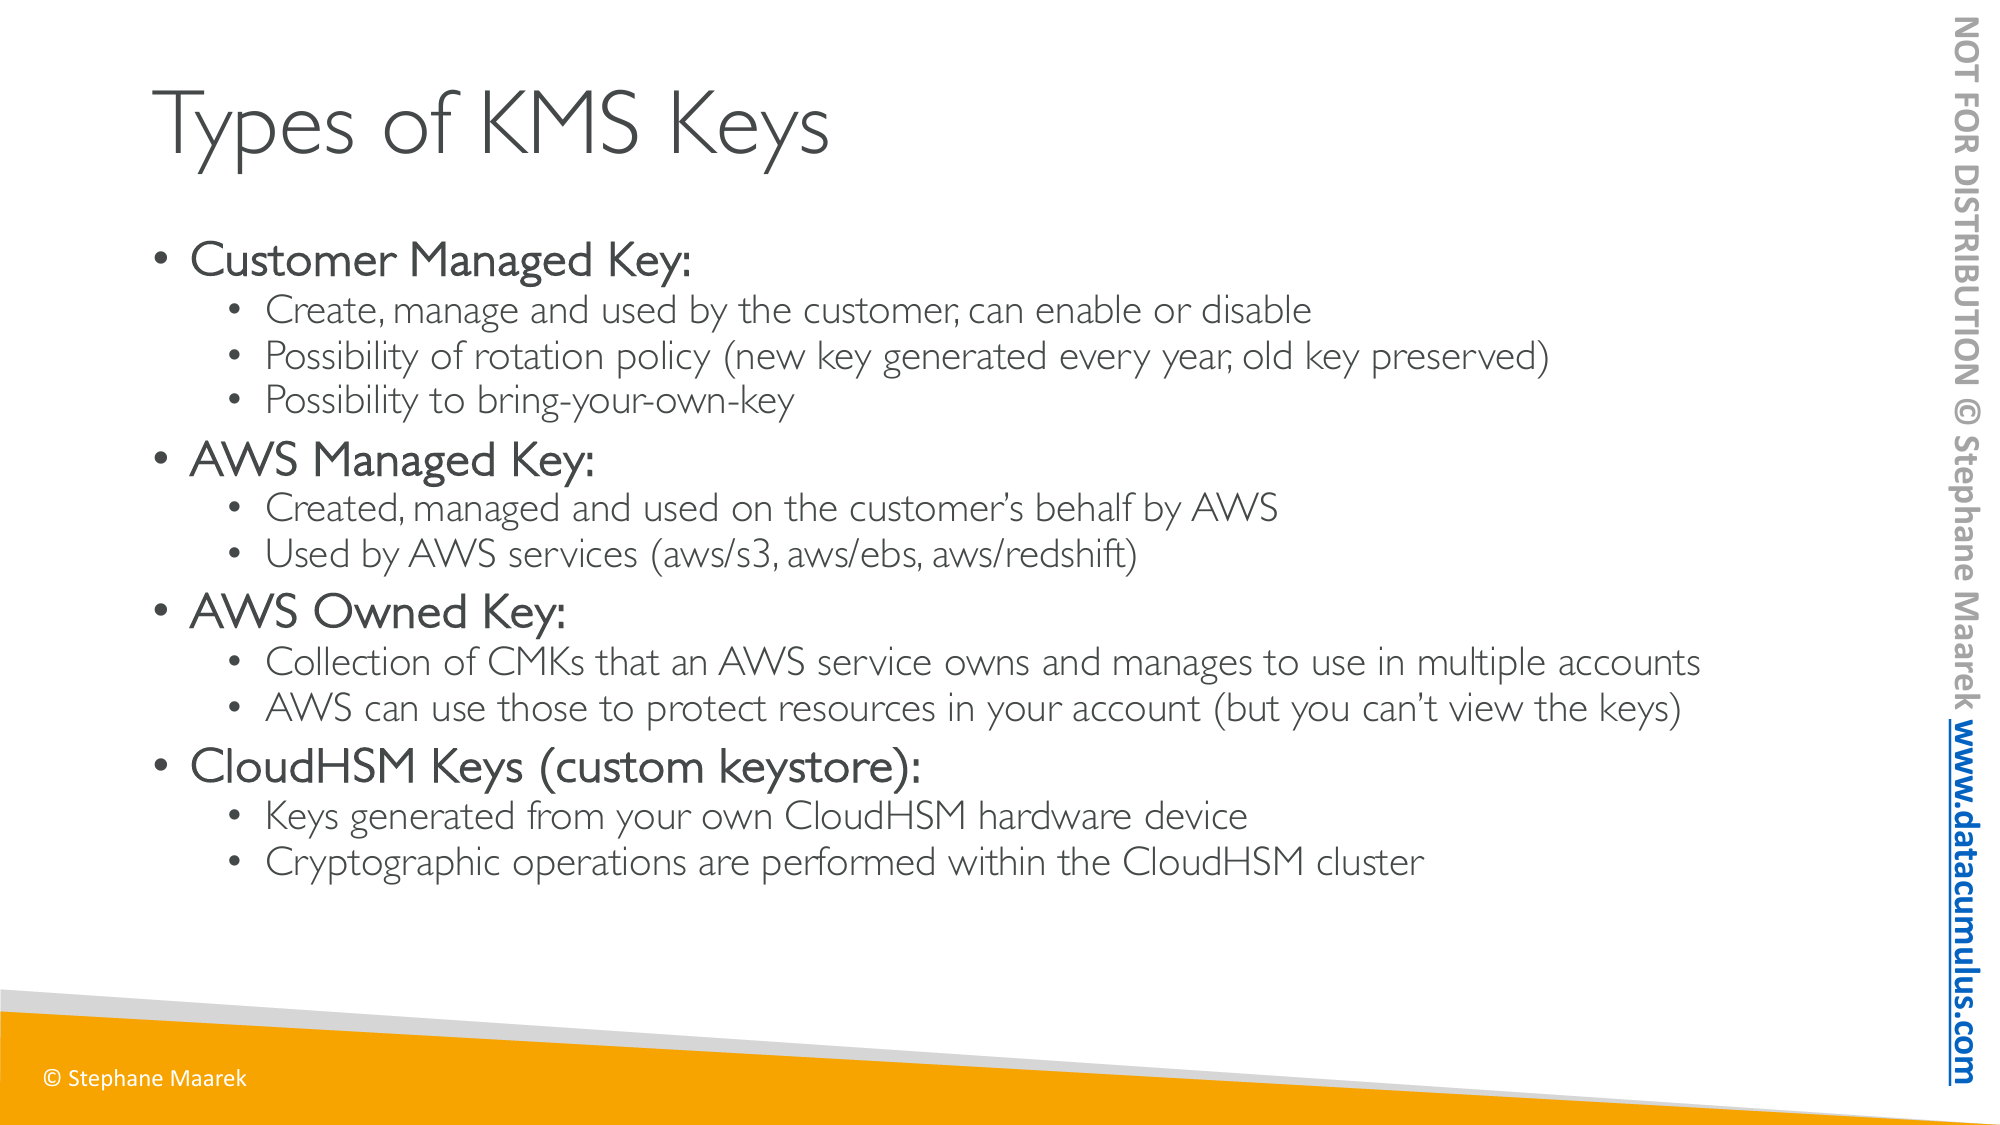 Types of KMS Keys
• Customer Managed Key:
• Create, manage and used by the customer, can enable or disable
• Possibility of rotation policy (new key generated every year, old key preserved)
• Possibility to bring-your-own-key
• AWS Managed Key:
• Created, managed and used on the customer’s behalf by AWS
• Used by AWS services (aws/s3, aws/ebs, aws/redshift)
• AWS Owned Key:
• Collection of CMKs that an AWS service owns and manages to use in multiple accounts
• AWS can use those to protect resources in your account (but you can’t view the keys)
• CloudHSM Keys (custom keystore):
• Keys generated from your own CloudHSM hardware device
• Cryptographic operations are performed within the CloudHSM cluster
© Stephane Maarek
NOT FOR DISTRIBUTION © Stephane Maarek www.datacumulus.com